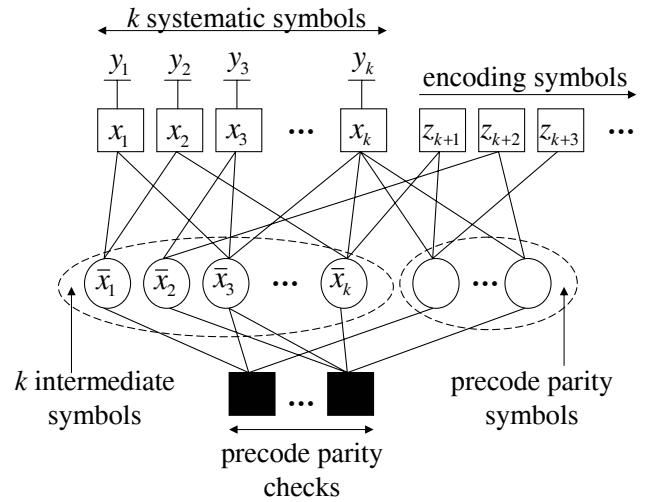 k systematic symbols
y₁ y₂ y₃ yₖ
encoding symbols
x₁ x₂ x₃ ... xₖ zₖ₊₁ zₖ₊₂ zₖ₊₃ ...
x̄₁ x̄₂ x̄₃ ... x̄ₖ ...
k intermediate
symbols
...
precode parity
symbols
precode parity
checks